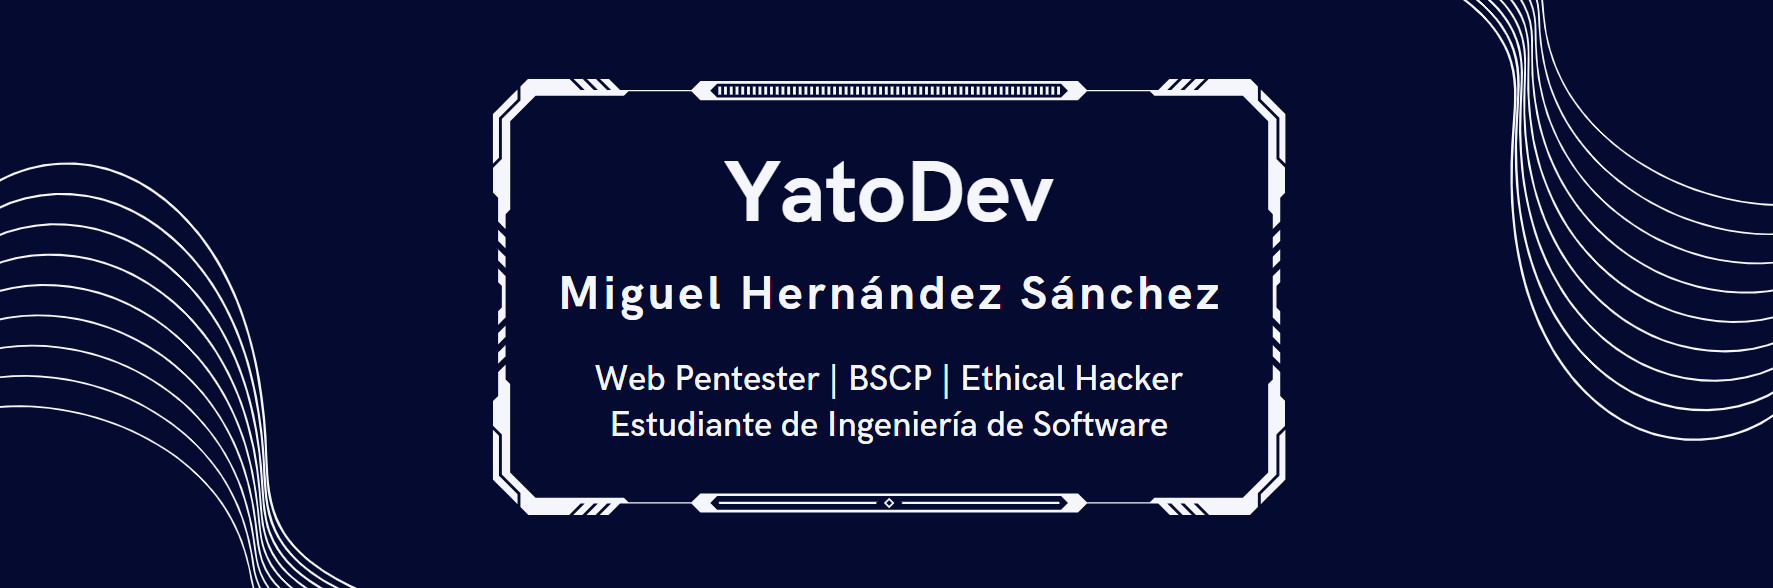 YatoDev
Miguel Hernández Sánchez
Web Pentester | BSCP | Ethical Hacker
Estudiante de Ingeniería de Software